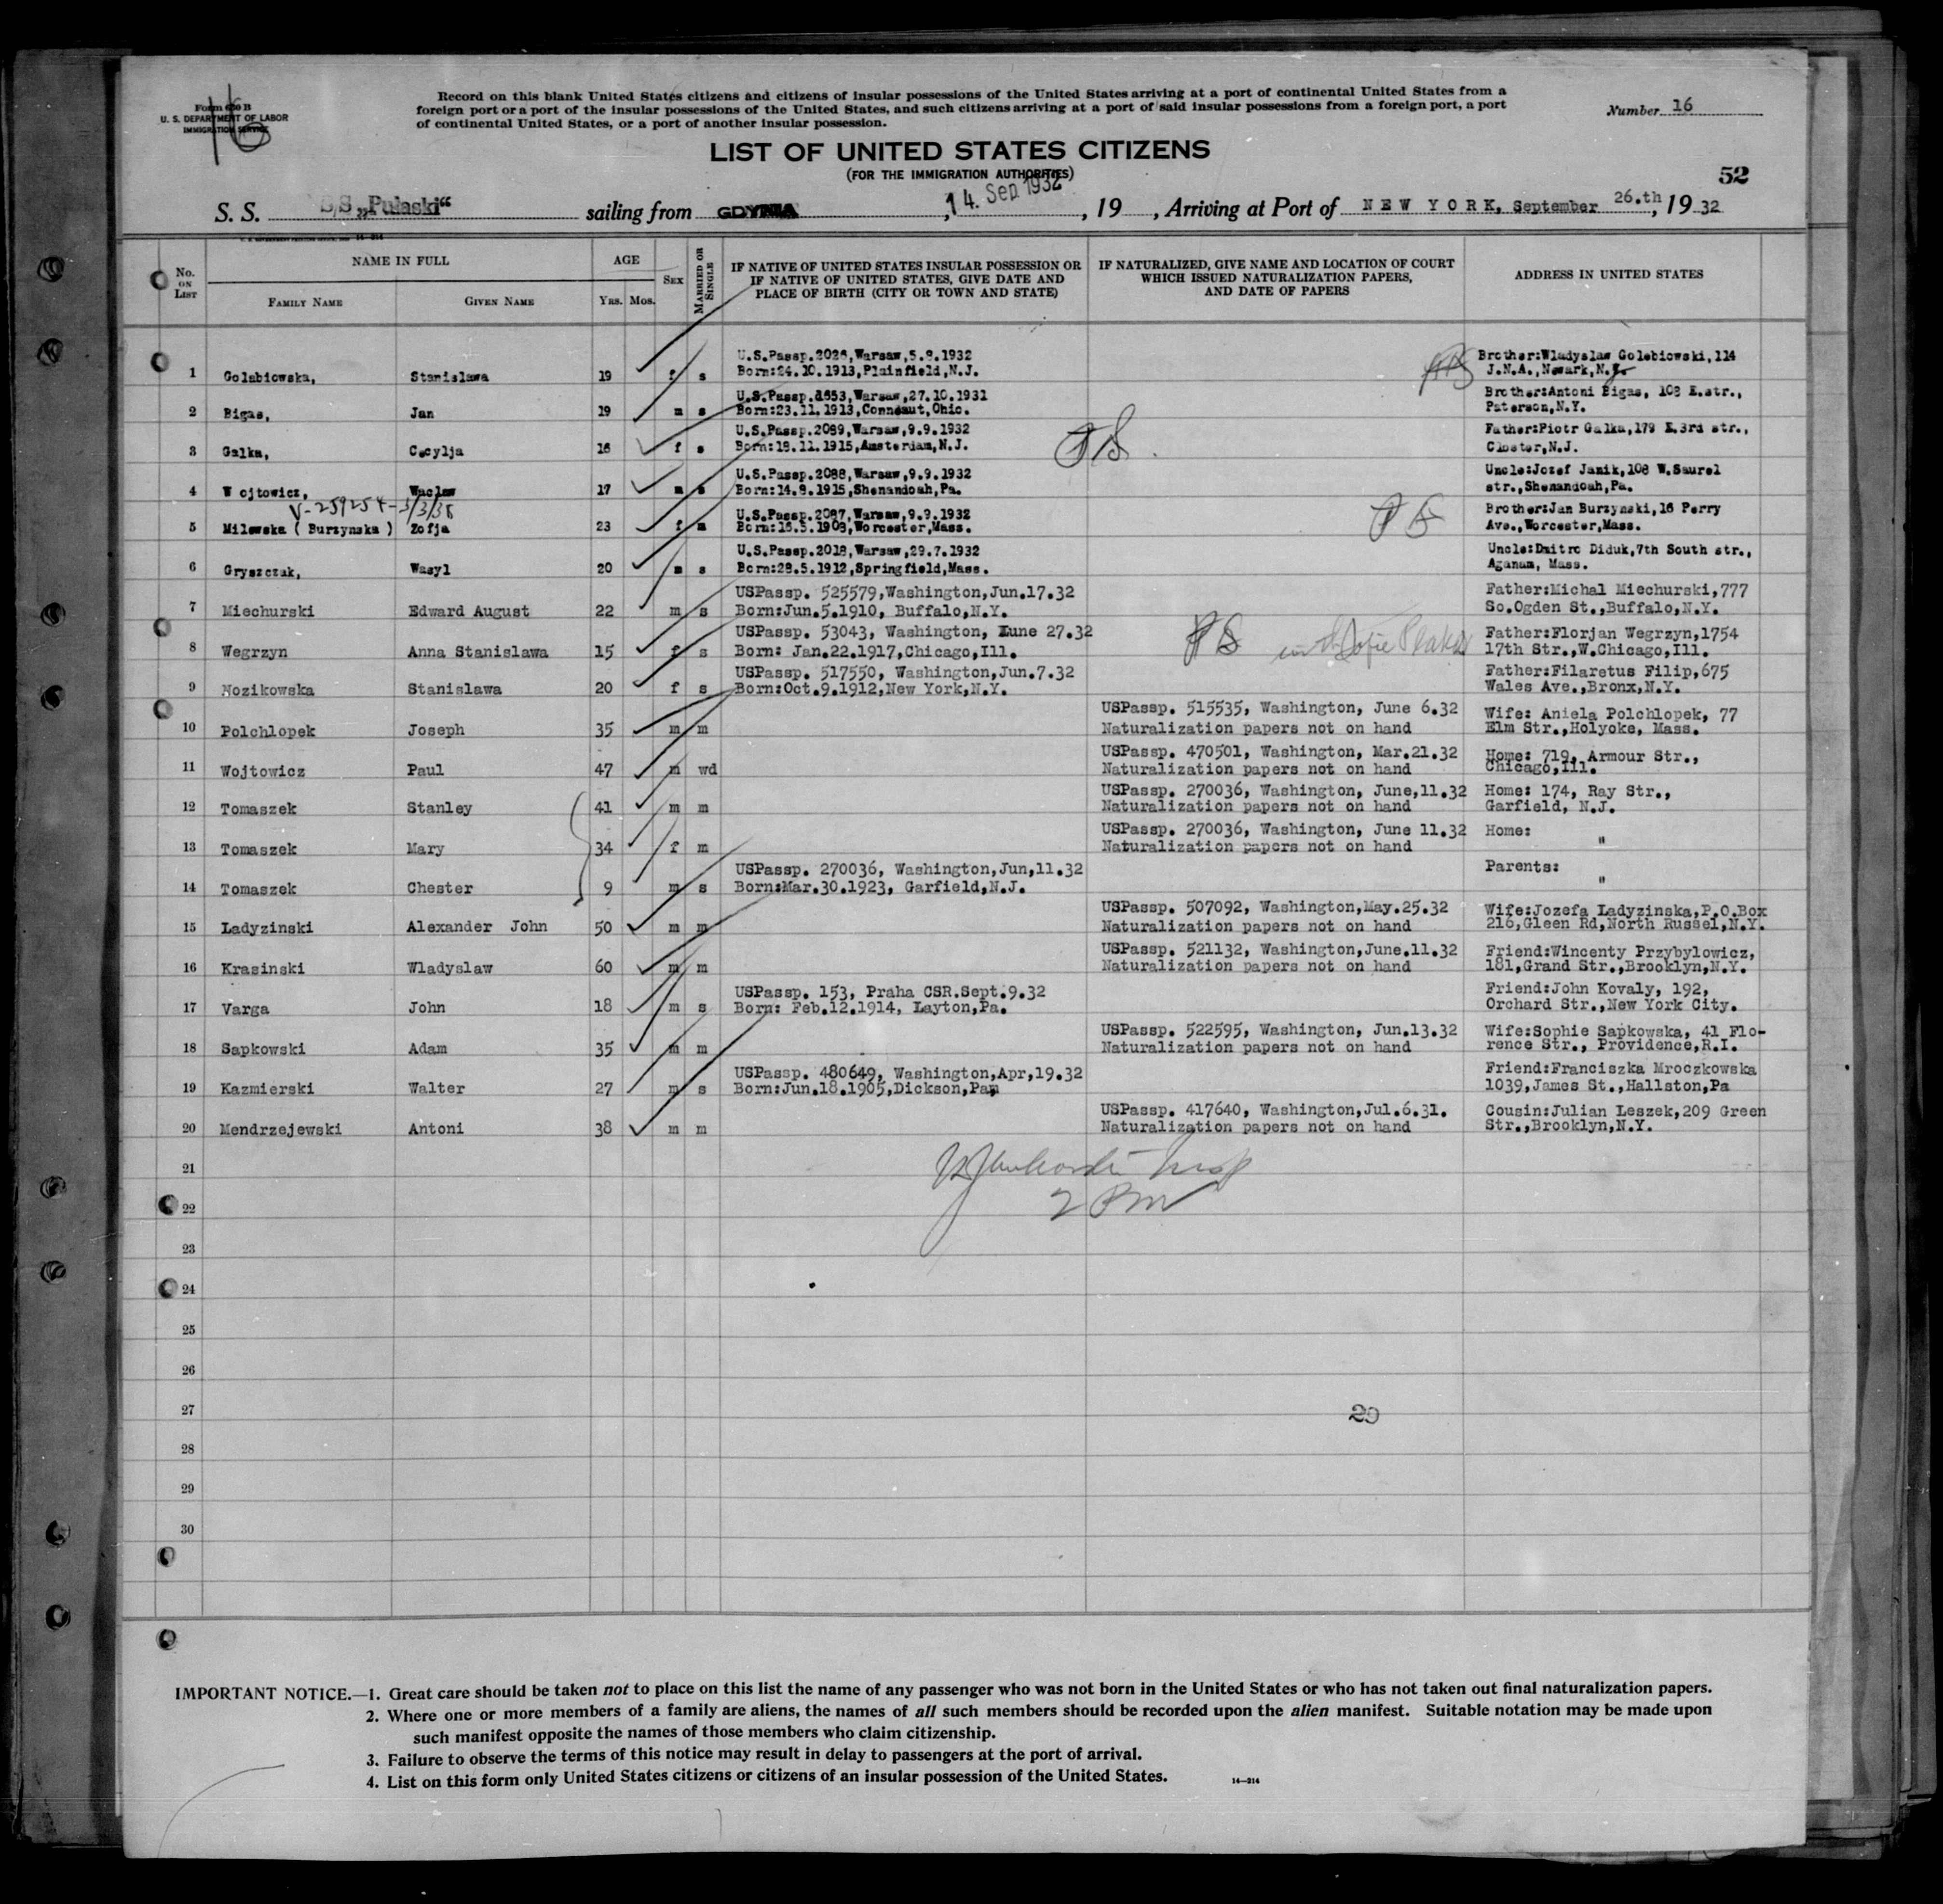 Form 630 B
U. S. DEPARTMENT OF LABOR
IMMIGRATION SERVICE
16
Record on this blank United States citizens and citizens of insular possessions of the United States arriving at a port of continental United States from a
foreign port or a port of the insular possessions of the United States, and such citizens arriving at a port of said insular possessions from a foreign port, a port
of continental United States, or a port of another insular possession.
Number 16
LIST OF UNITED STATES CITIZENS
(FOR THE IMMIGRATION AUTHORITIES)
52
S. S. S/S „Pułaski“ sailing from GDYNIA , 14. Sep 1932 , 19 , Arriving at Port of NEW YORK, September 26.th, 19 32
No. ON LIST
NAME IN FULL
FAMILY NAME
GIVEN NAME
AGE
YRS. MOS.
SEX
MARRIED OR SINGLE
IF NATIVE OF UNITED STATES INSULAR POSSESSION OR
IF NATIVE OF UNITED STATES, GIVE DATE AND
PLACE OF BIRTH (CITY OR TOWN AND STATE)
IF NATURALIZED, GIVE NAME AND LOCATION OF COURT
WHICH ISSUED NATURALIZATION PAPERS,
AND DATE OF PAPERS
ADDRESS IN UNITED STATES
U.S.Passp.2026,Warsaw,5.9.1932 Brother:Wladyslaw Golebiowski,114
1 Golabiowska, Stanislawa 19 f s Born:24.10.1913,Plainfield,N.J. J.N.A.,Newark,N.J.
U.S.Passp.1553,Warsaw,27.10.1931 Brother:Antoni Bigas, 108 E.str.,
2 Bigas, Jan 19 m s Born:23.11.1913,Conneaut,Ohio. Paterson,N.Y.
U.S.Passp.2089,Warsaw,9.9.1932 Father:Piotr Galka,179 E.3rd str.,
3 Galka, Cecylja 16 f s Born:18.11.1915,Amsterdam,N.J. Closter,N.J.
U.S.Passp.2088,Warsaw,9.9.1932 Uncle:Jozef Janik,108 W.Saurel
4 W ojtowicz, Waclaw 17 m s Born:14.9.1915,Shenandoah,Pa. str.,Shenandoah,Pa.
V-259254-3/3/38
U.S.Passp.2087,Warsaw,9.9.1932 Brother:Jan Burzynski,16 Perry
5 Milewska ( Burzynska ) Zofja 23 f m Born:15.5.1909,Worcester,Mass. Ave.,Worcester,Mass.
U.S.Passp.2018,Warsaw,29.7.1932 Uncle:Dmitro Diduk,7th South str.,
6 Gryszczak, Wasyl 20 m s Born:28.5.1912,Springfield,Mass. Aganam, Mass.
USPassp. 525579,Washington,Jun.17.32 Father:Michal Miechurski,777
7 Miechurski Edward August 22 m s Born:Jun.5.1910, Buffalo,N.Y. So.Ogden St.,Buffalo,N.Y.
USPassp. 53043, Washington, June 27.32 Father:Florjan Wegrzyn,1754
8 Wegrzyn Anna Stanislawa 15 f s Born: Jan.22.1917,Chicago,Ill. 17th Str.,W.Chicago,Ill.
USPassp. 517550, Washington,Jun.7.32 Father:Filaretus Filip,675
9 Nozikowska Stanislawa 20 f s Born:Oct.9.1912,New York,N.Y. Wales Ave.,Bronx,N.Y.
USPassp. 515535, Washington, June 6.32 Wife: Aniela Polchlopek, 77
10 Polchlopek Joseph 35 m m Naturalization papers not on hand Elm Str.,Holyoke, Mass.
USPassp. 470501, Washington, Mar.21.32 Home: 719, Armour Str.,
11 Wojtowicz Paul 47 m wd Naturalization papers not on hand Chicago,Ill.
USPassp. 270036, Washington, June,11.32 Home: 174, Ray Str.,
12 Tomaszek Stanley 41 m m Naturalization papers not on hand Garfield, N.J.
USPassp. 270036, Washington, June 11.32 Home:
13 Tomaszek Mary 34 f m Naturalization papers not on hand "
USPassp. 270036, Washington,Jun,11.32 Parents:
14 Tomaszek Chester 9 m s Born:Mar.30.1923, Garfield,N.J. "
USPassp. 507092, Washington,May.25.32 Wife:Jozefa Ladyzinska,P.O.Box
15 Ladyzinski Alexander John 50 m m Naturalization papers not on hand 216,Gleen Rd,North Russel,N.Y.
USPassp. 521132, Washington,June.11.32 Friend:Wincenty Przybylowicz,
16 Krasinski Wladyslaw 60 m m Naturalization papers not on hand 181,Grand Str.,Brooklyn,N.Y.
USPassp. 153, Praha CSR.Sept.9.32 Friend:John Kovaly, 192,
17 Varga John 18 m s Born: Feb.12.1914, Layton,Pa. Orchard Str.,New York City.
USPassp. 522595, Washington, Jun.13.32 Wife:Sophie Sapkowska, 41 Flo-
18 Sapkowski Adam 35 m m Naturalization papers not on hand rence Str., Providence,R.I.
USPassp. 480649, Washington,Apr,19.32 Friend:Franciszka Mroczkowska
19 Kazmierski Walter 27 m s Born:Jun.18.1905,Dickson,Pa. 1039,James St.,Hallston,Pa
USPassp. 417640, Washington,Jul.6.31. Cousin:Julian Leszek,209 Green
20 Mendrzejewski Antoni 38 m m Naturalization papers not on hand Str.,Brooklyn,N.Y.
21
2 PM
22
23
24
25
26
27 20
28
29
30
IMPORTANT NOTICE.—1. Great care should be taken not to place on this list the name of any passenger who was not born in the United States or who has not taken out final naturalization papers.
2. Where one or more members of a family are aliens, the names of all such members should be recorded upon the alien manifest. Suitable notation may be made upon
such manifest opposite the names of those members who claim citizenship.
3. Failure to observe the terms of this notice may result in delay to passengers at the port of arrival.
4. List on this form only United States citizens or citizens of an insular possession of the United States. 14—214